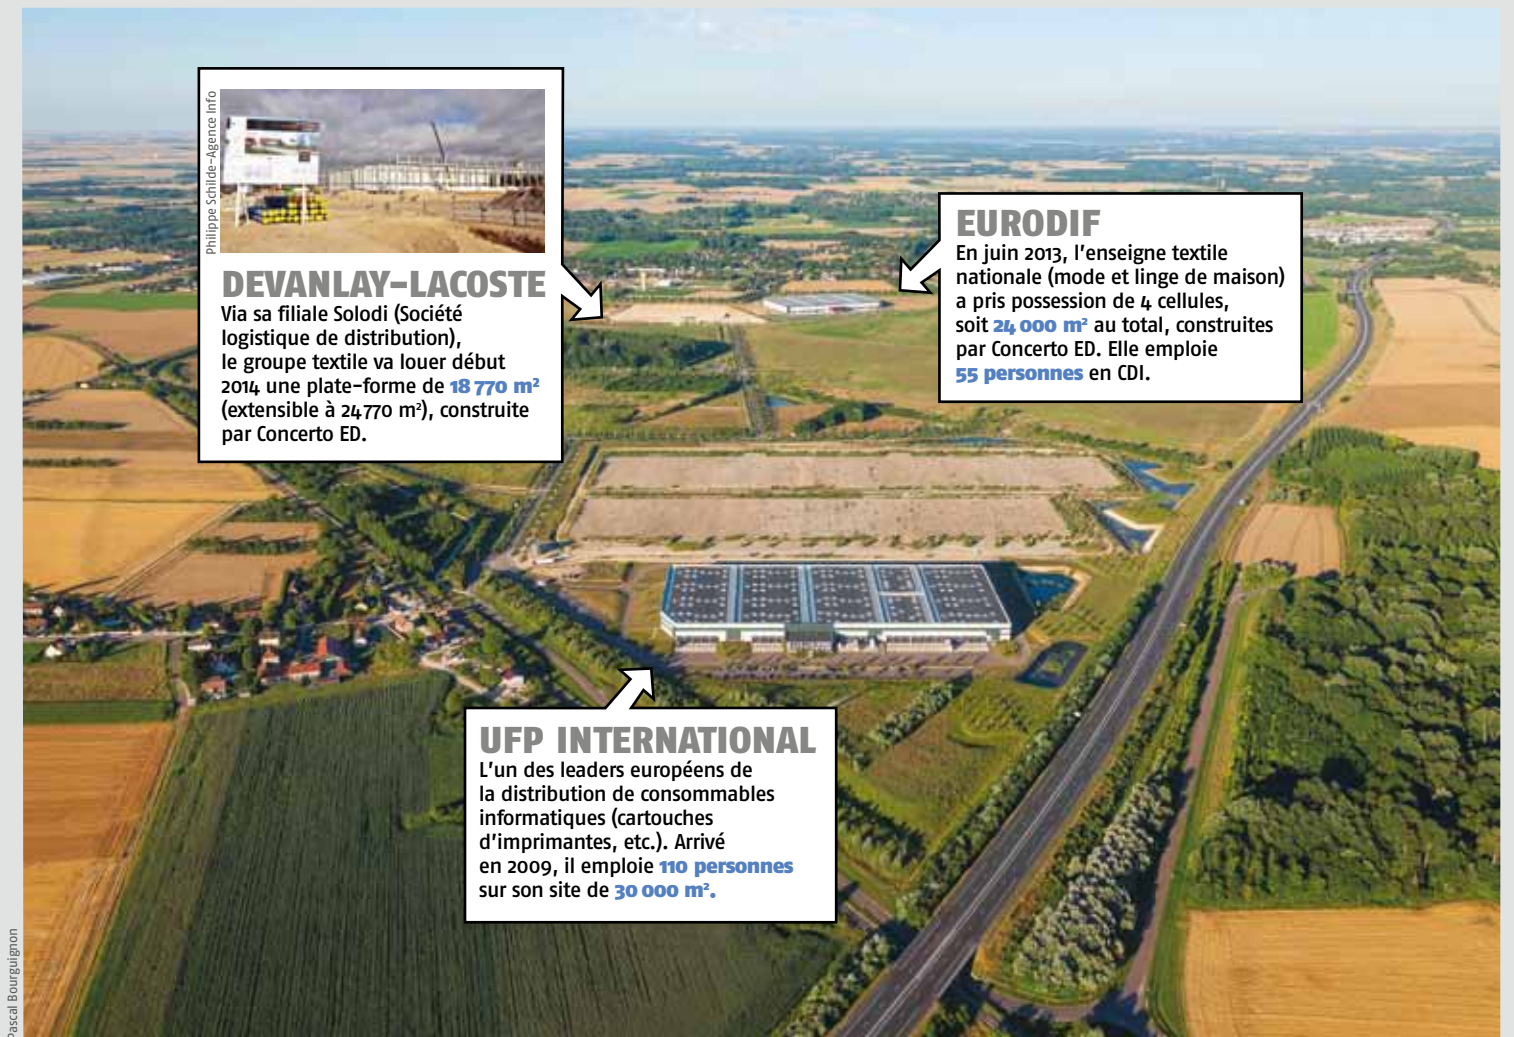 Philippe Schilde-Agence Info
DEVANLAY-LACOSTE
Via sa filiale Solodi (Société
logistique de distribution),
le groupe textile va louer début
2014 une plate-forme de 18 770 m²
(extensible à 24 770 m²), construite
par Concerto ED.
EURODIF
En juin 2013, l'enseigne textile
nationale (mode et linge de maison)
a pris possession de 4 cellules,
soit 24 000 m² au total, construites
par Concerto ED. Elle emploie
55 personnes en CDI.
UFP INTERNATIONAL
L'un des leaders européens de
la distribution de consommables
informatiques (cartouches
d'imprimantes, etc.). Arrivé
en 2009, il emploie 110 personnes
sur son site de 30 000 m².
Pascal Bourguignon